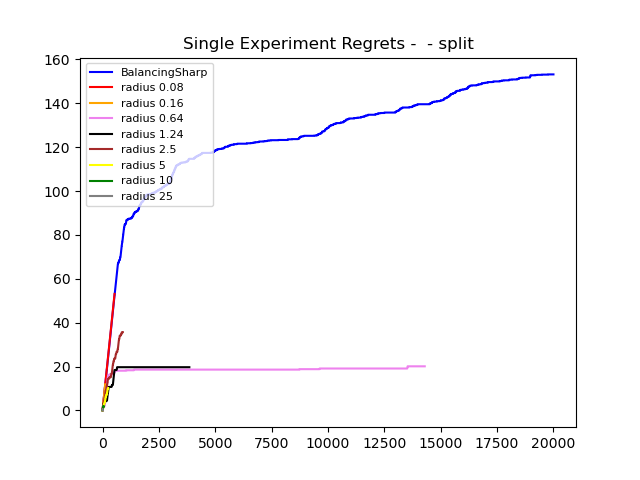 Single Experiment Regrets -  - split
160
140
120
100
80
60
40
20
0
BalancingSharp
radius 0.08
radius 0.16
radius 0.64
radius 1.24
radius 2.5
radius 5
radius 10
radius 25
0 2500 5000 7500 10000 12500 15000 17500 20000